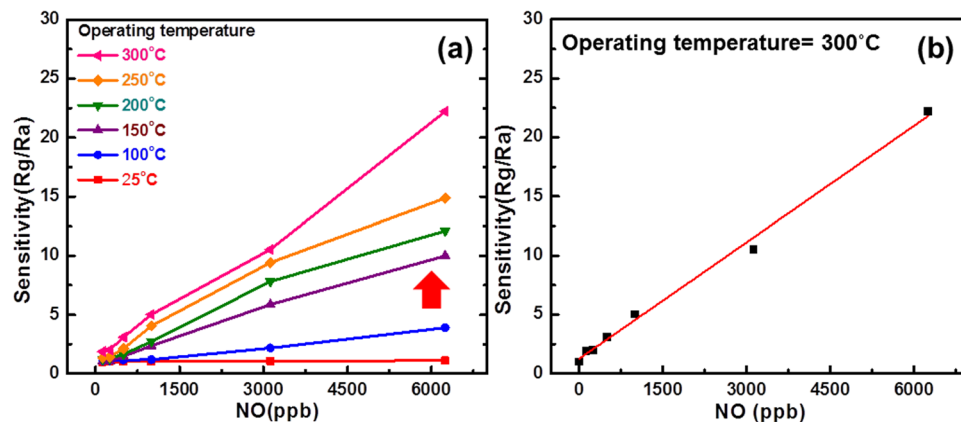 Operating temperature
300°C
250°C
200°C
150°C
100°C
25°C
(a)
30
25
20
15
10
5
0
Sensitivity(Rg/Ra)
0
1500
3000
4500
6000
NO(ppb)
Operating temperature= 300°C
(b)
30
25
20
15
10
5
0
Sensitivity(Rg/Ra)
0
1500
3000
4500
6000
NO (ppb)